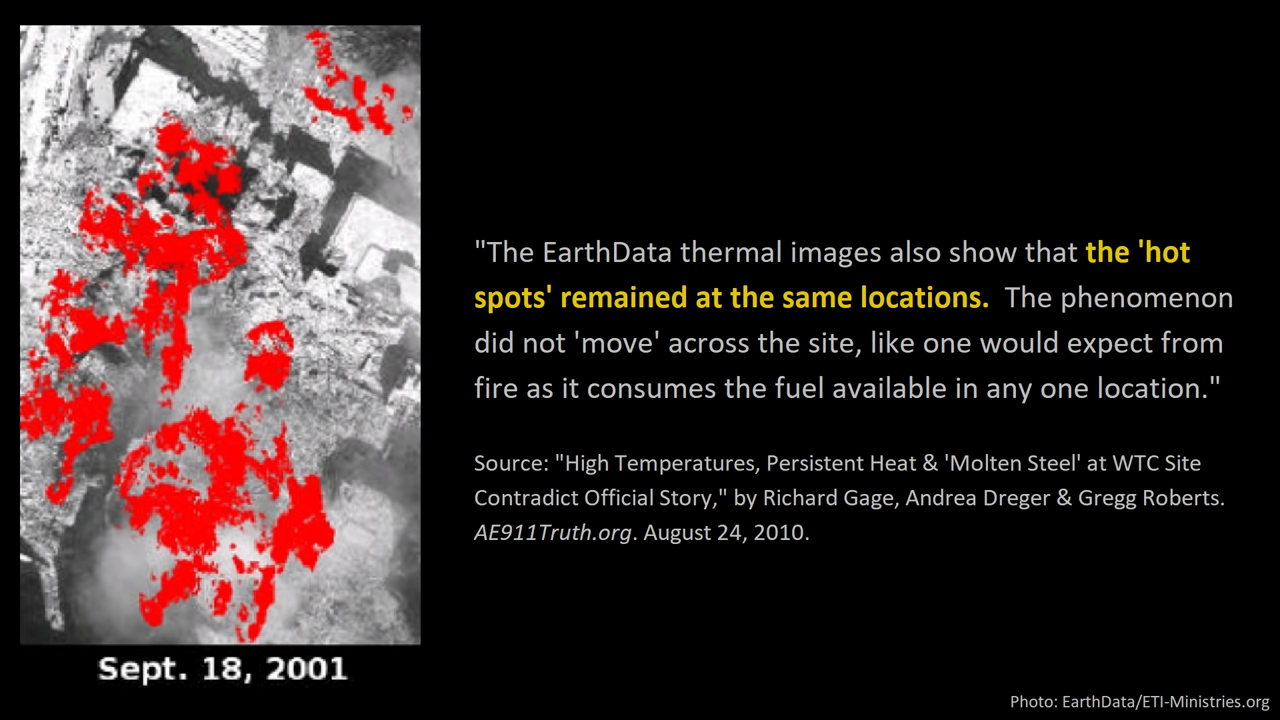 "The EarthData thermal images also show that the 'hot
spots' remained at the same locations.  The phenomenon
did not 'move' across the site, like one would expect from
fire as it consumes the fuel available in any one location."
Source: "High Temperatures, Persistent Heat & 'Molten Steel' at WTC Site
Contradict Official Story," by Richard Gage, Andrea Dreger & Gregg Roberts.
AE911Truth.org. August 24, 2010.
Sept. 18, 2001
Photo: EarthData/ETI-Ministries.org